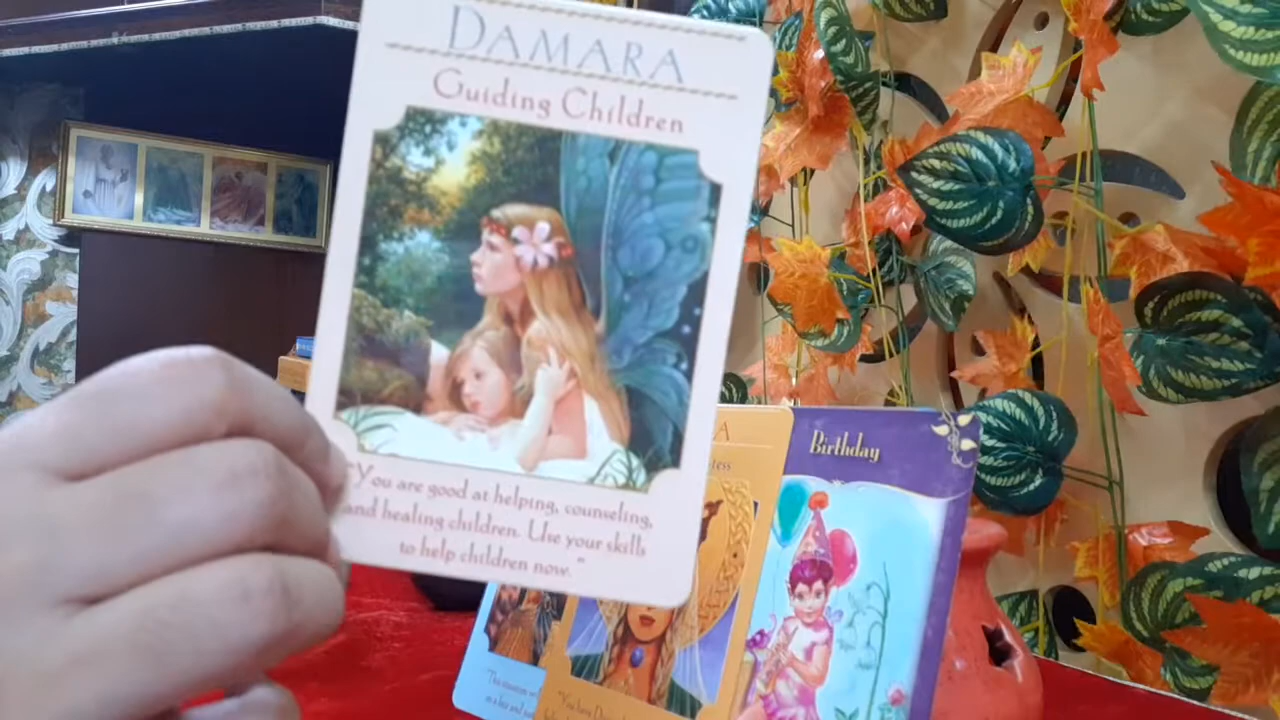 DAMARA
Guiding Children
"You are good at helping, counseling,
and healing children. Use your skills
to help children now."
A
Birthday